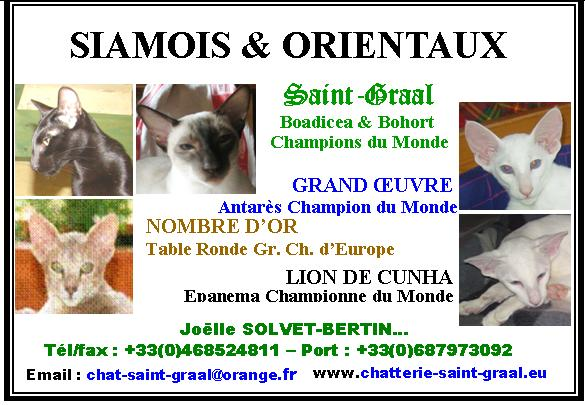 SIAMOIS & ORIENTAUX
Saint-Graal
Boadicea & Bohort
Champions du Monde
GRAND ŒUVRE
Antarès Champion du Monde
NOMBRE D'OR
Table Ronde Gr. Ch. d'Europe
LION DE CUNHA
Epanema Championne du Monde
Joëlle SOLVET-BERTIN...
Tél/fax : +33(0)468524811 – Port : +33(0)687973092
Email : chat-saint-graal@orange.fr www.chatterie-saint-graal.eu